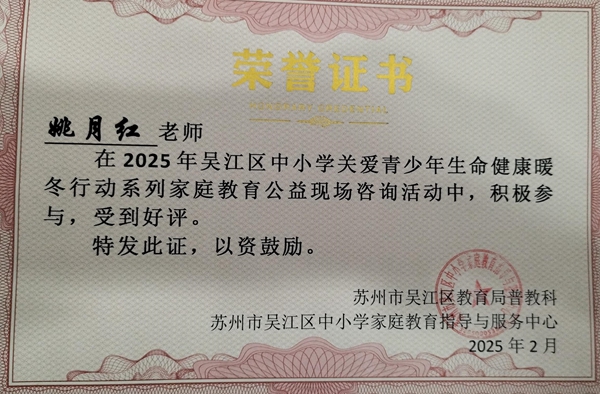 荣誉证书
姚月红 老师
在 2025 年吴江区中小学关爱青少年生命健康暖
冬行动系列家庭教育公益现场咨询活动中，积极参
与，受到好评。
特发此证，以资鼓励。
苏州市吴江区教育局普教科
苏州市吴江区中小学家庭教育指导与服务中心
2025 年 2 月